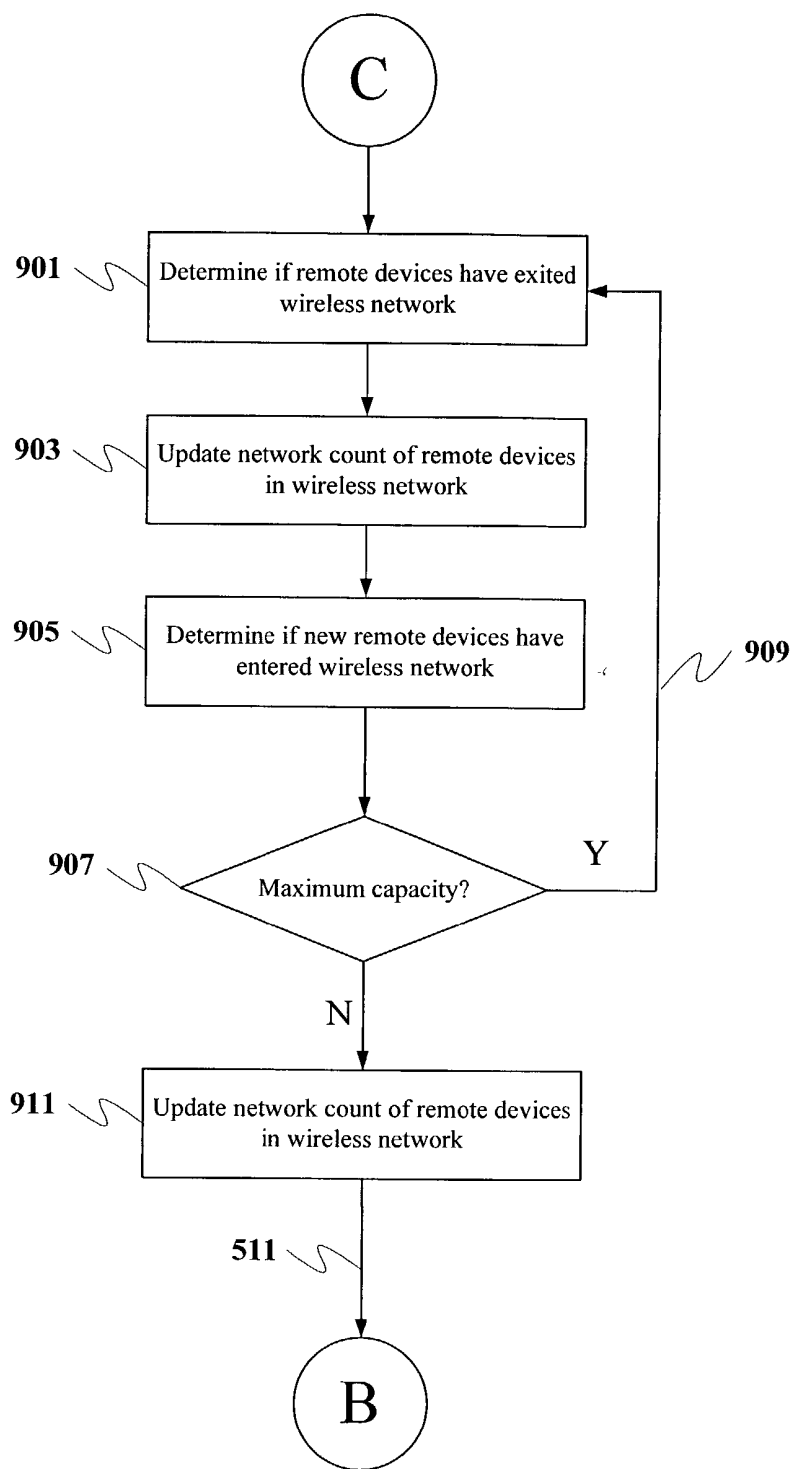 C
901
Determine if remote devices have exited
wireless network
903
Update network count of remote devices
in wireless network
905
Determine if new remote devices have
entered wireless network
909
907
Maximum capacity?
Y
N
911
Update network count of remote devices
in wireless network
511
B